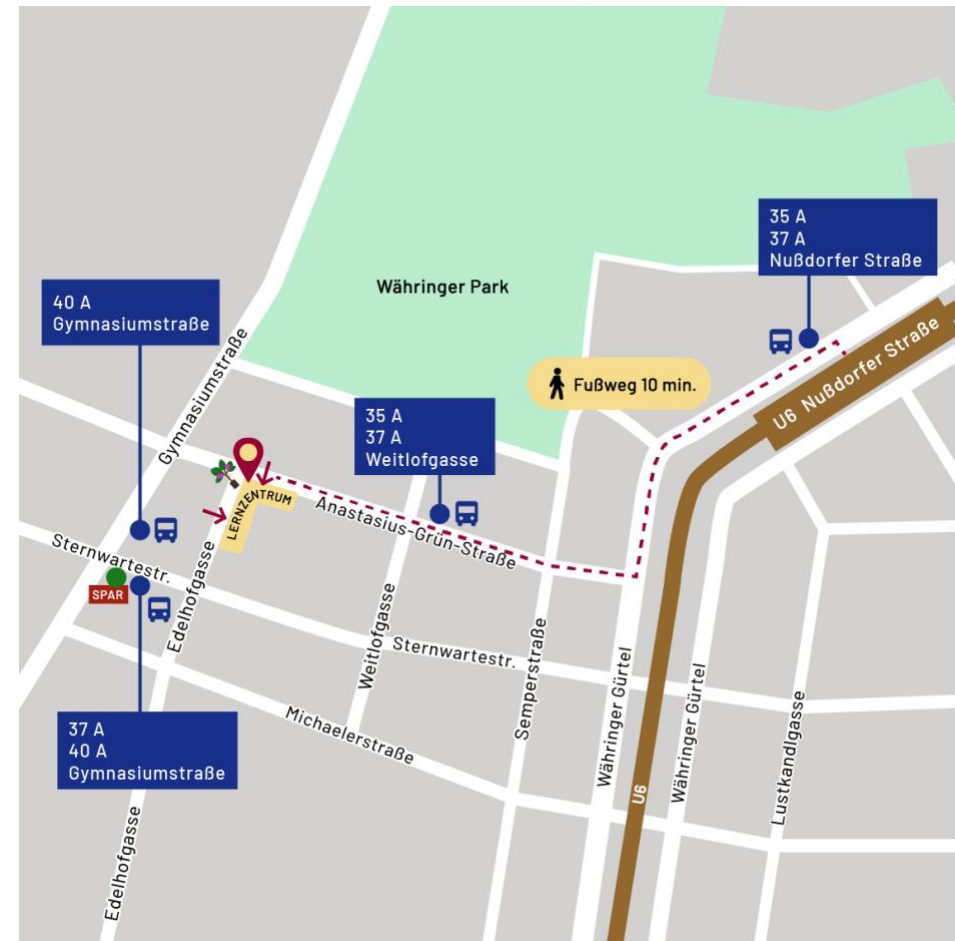 35 A
37 A
Nußdorfer Straße
Währinger Park
40 A
Gymnasiumstraße
Gymnasiumstraße
U6 Nußdorfer Straße
Fußweg 10 min.
35 A
37 A
Weitlofgasse
LERNZENTRUM
Anastasius-Grün-Straße
Sternwartestr.
SPAR
Edelhofgasse
Weitlofgasse
Sternwartestr.
Semperstraße
Währinger Gürtel
Währinger Gürtel
Lustkandlgasse
Michaelerstraße
37 A
40 A
Gymnasiumstraße
U6
Edelhofgasse